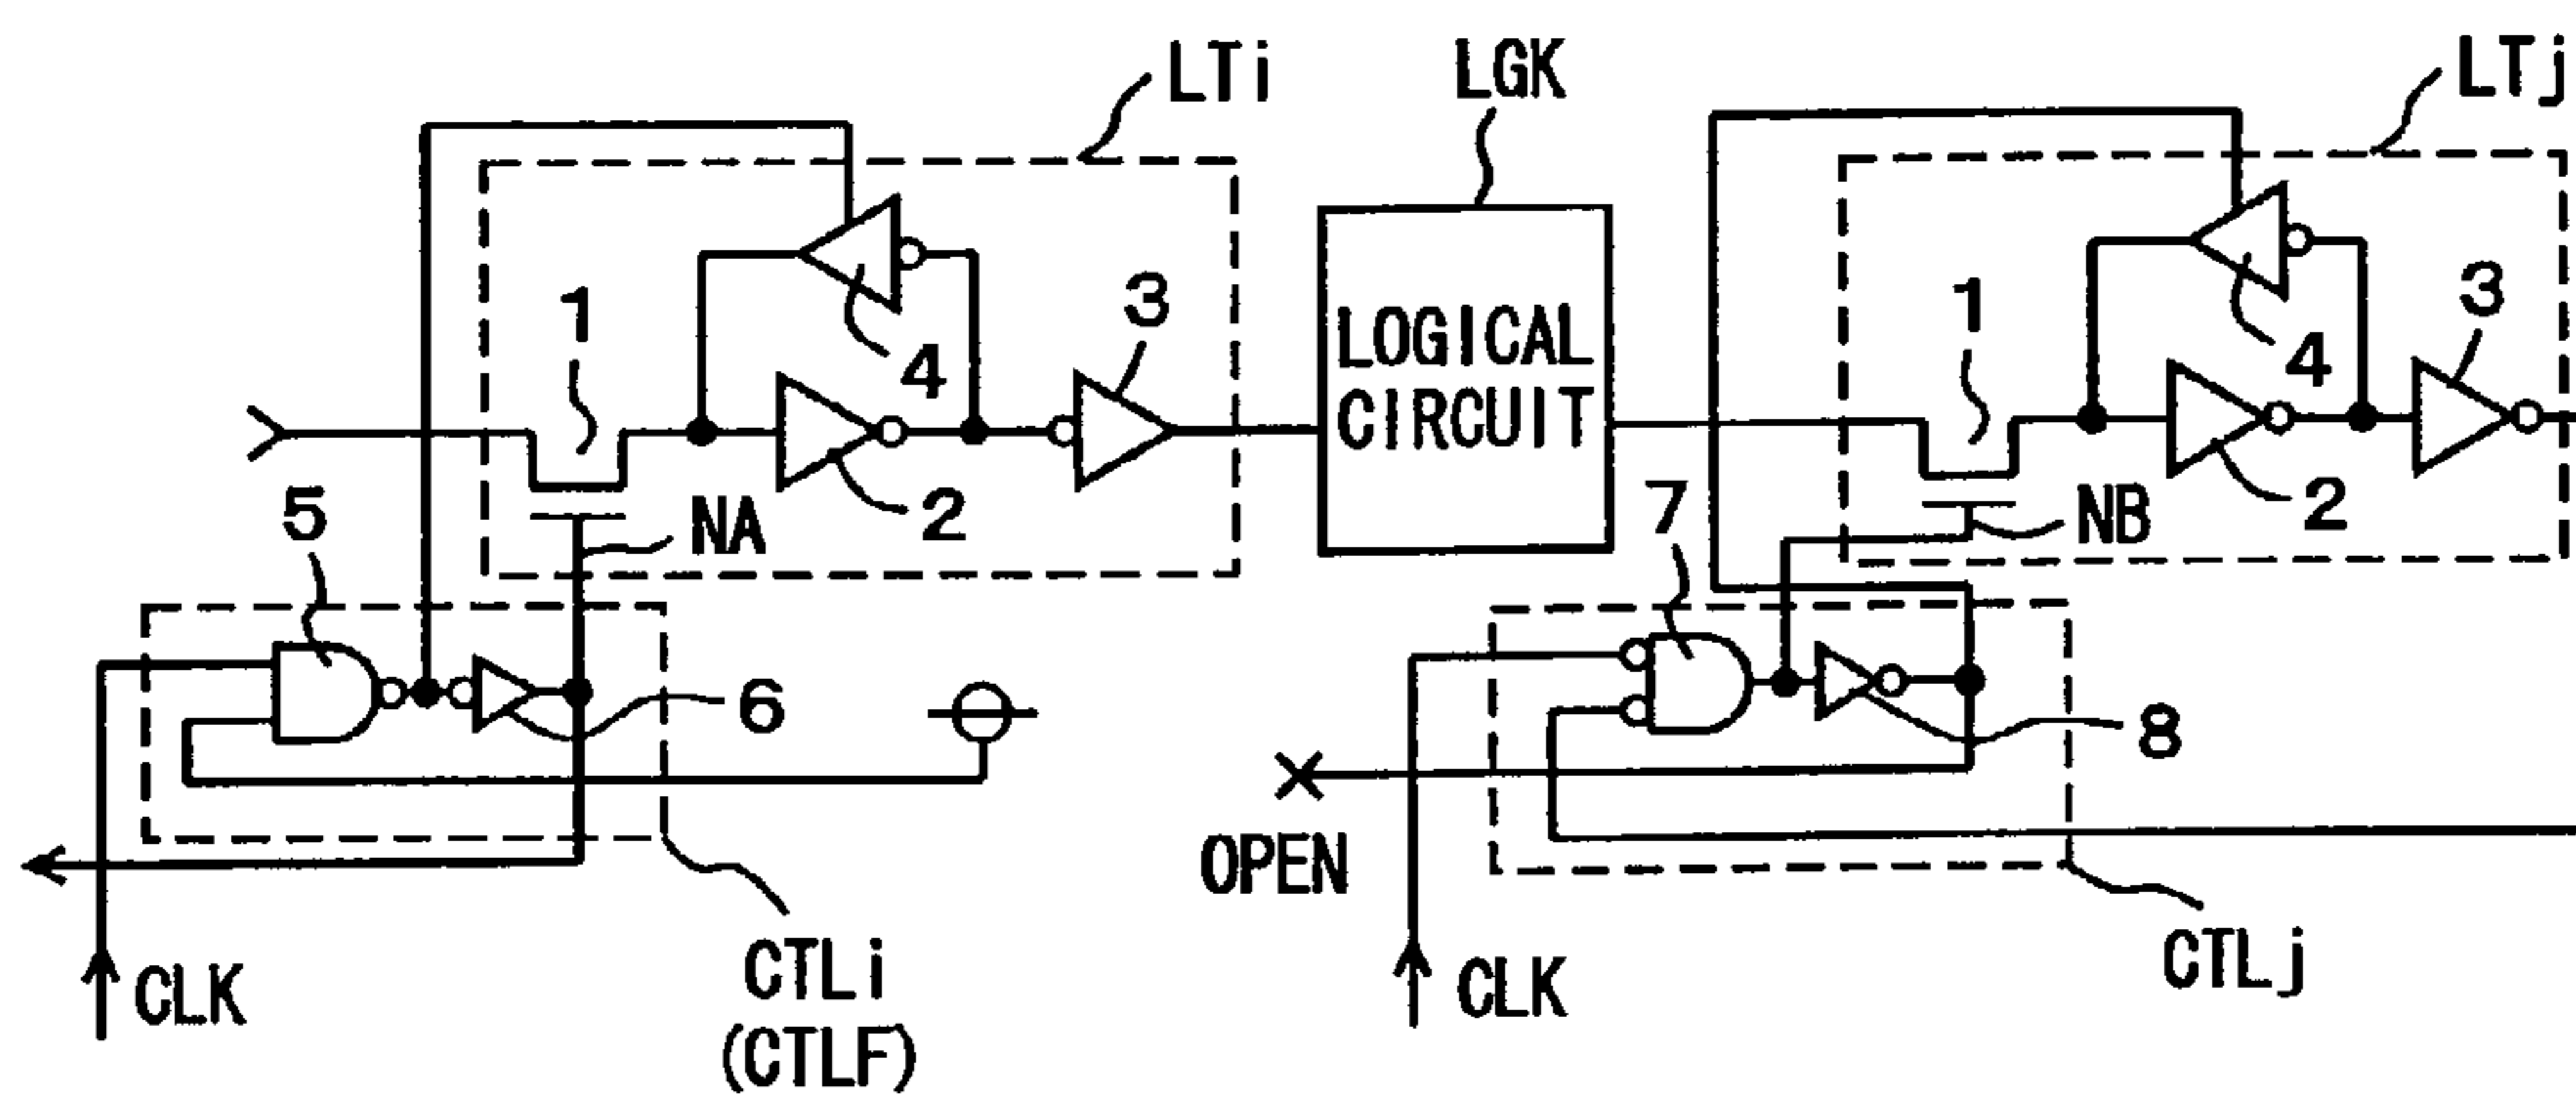 LTi
LGK
LTj
1
4
3
LOGICAL
CIRCUIT
1
4
3
5
NA
2
7
NB
2
6
8
OPEN
CLK
CTLi
(CTLF)
CLK
CTLj